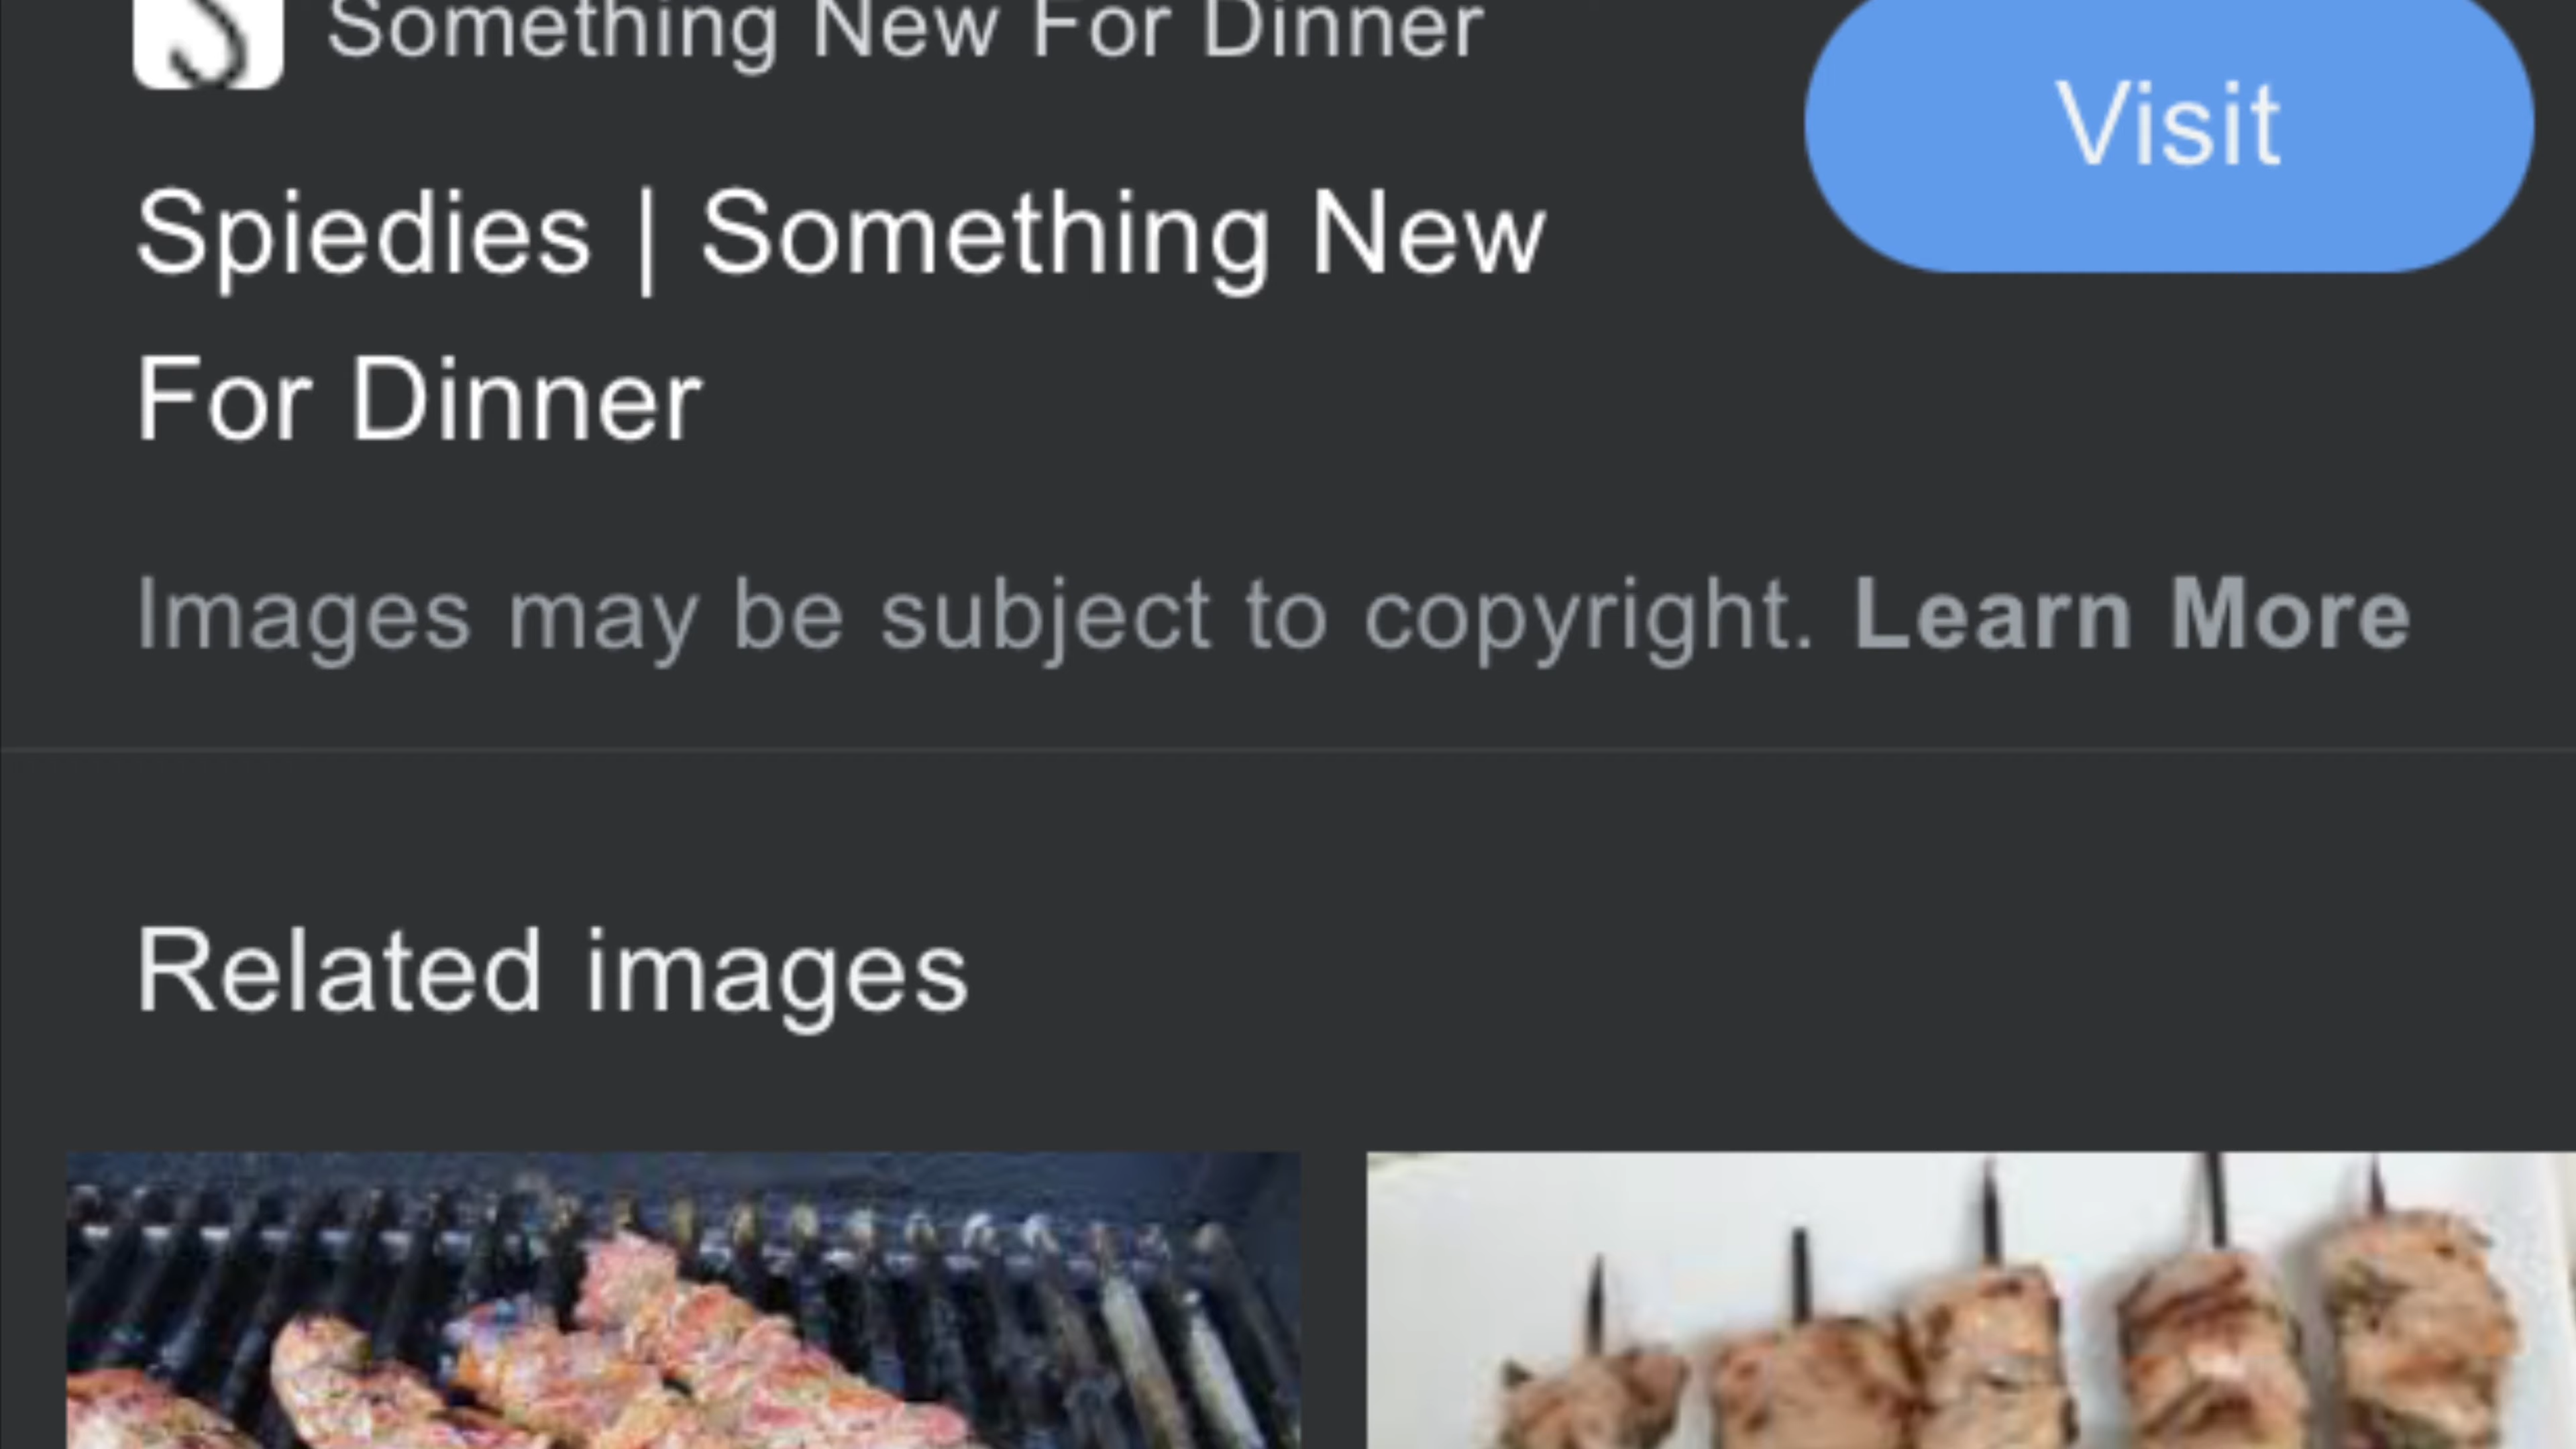 Something New For Dinner
Visit
Spiedies | Something New
For Dinner
Images may be subject to copyright. Learn More
Related images